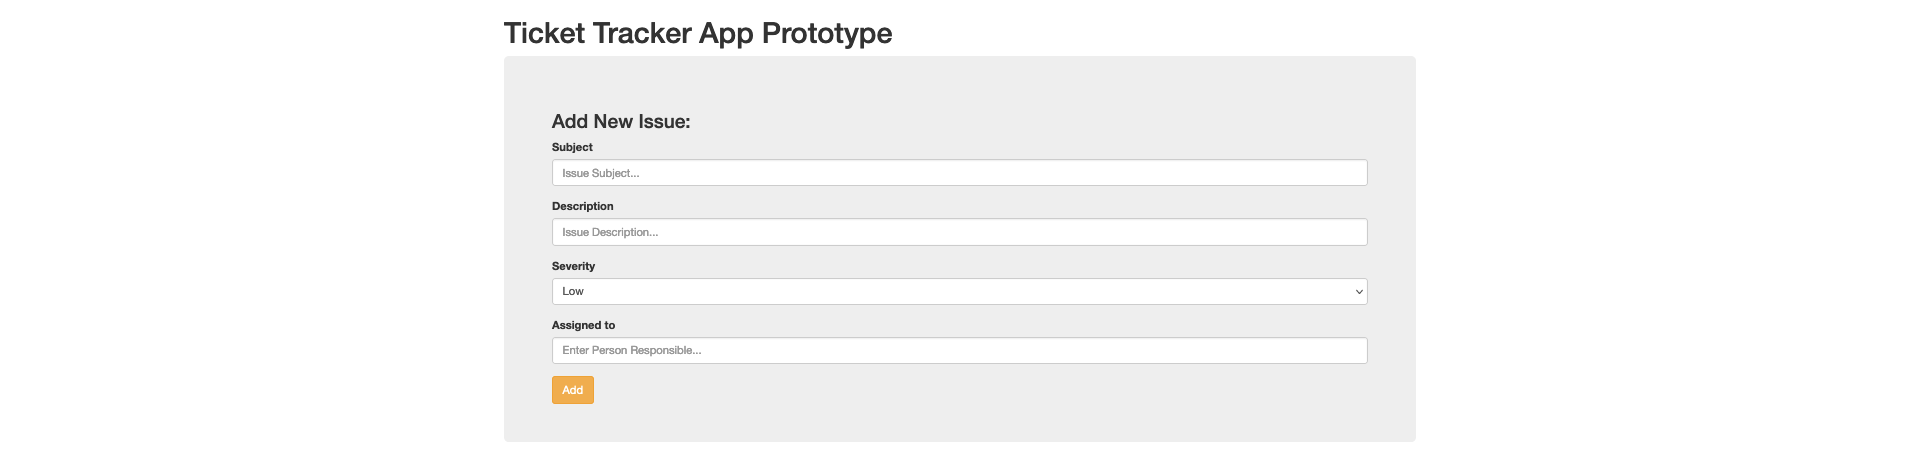 Ticket Tracker App Prototype
Add New Issue:
Subject
Issue Subject...
Description
Issue Description...
Severity
Low
Assigned to
Enter Person Responsible...
Add